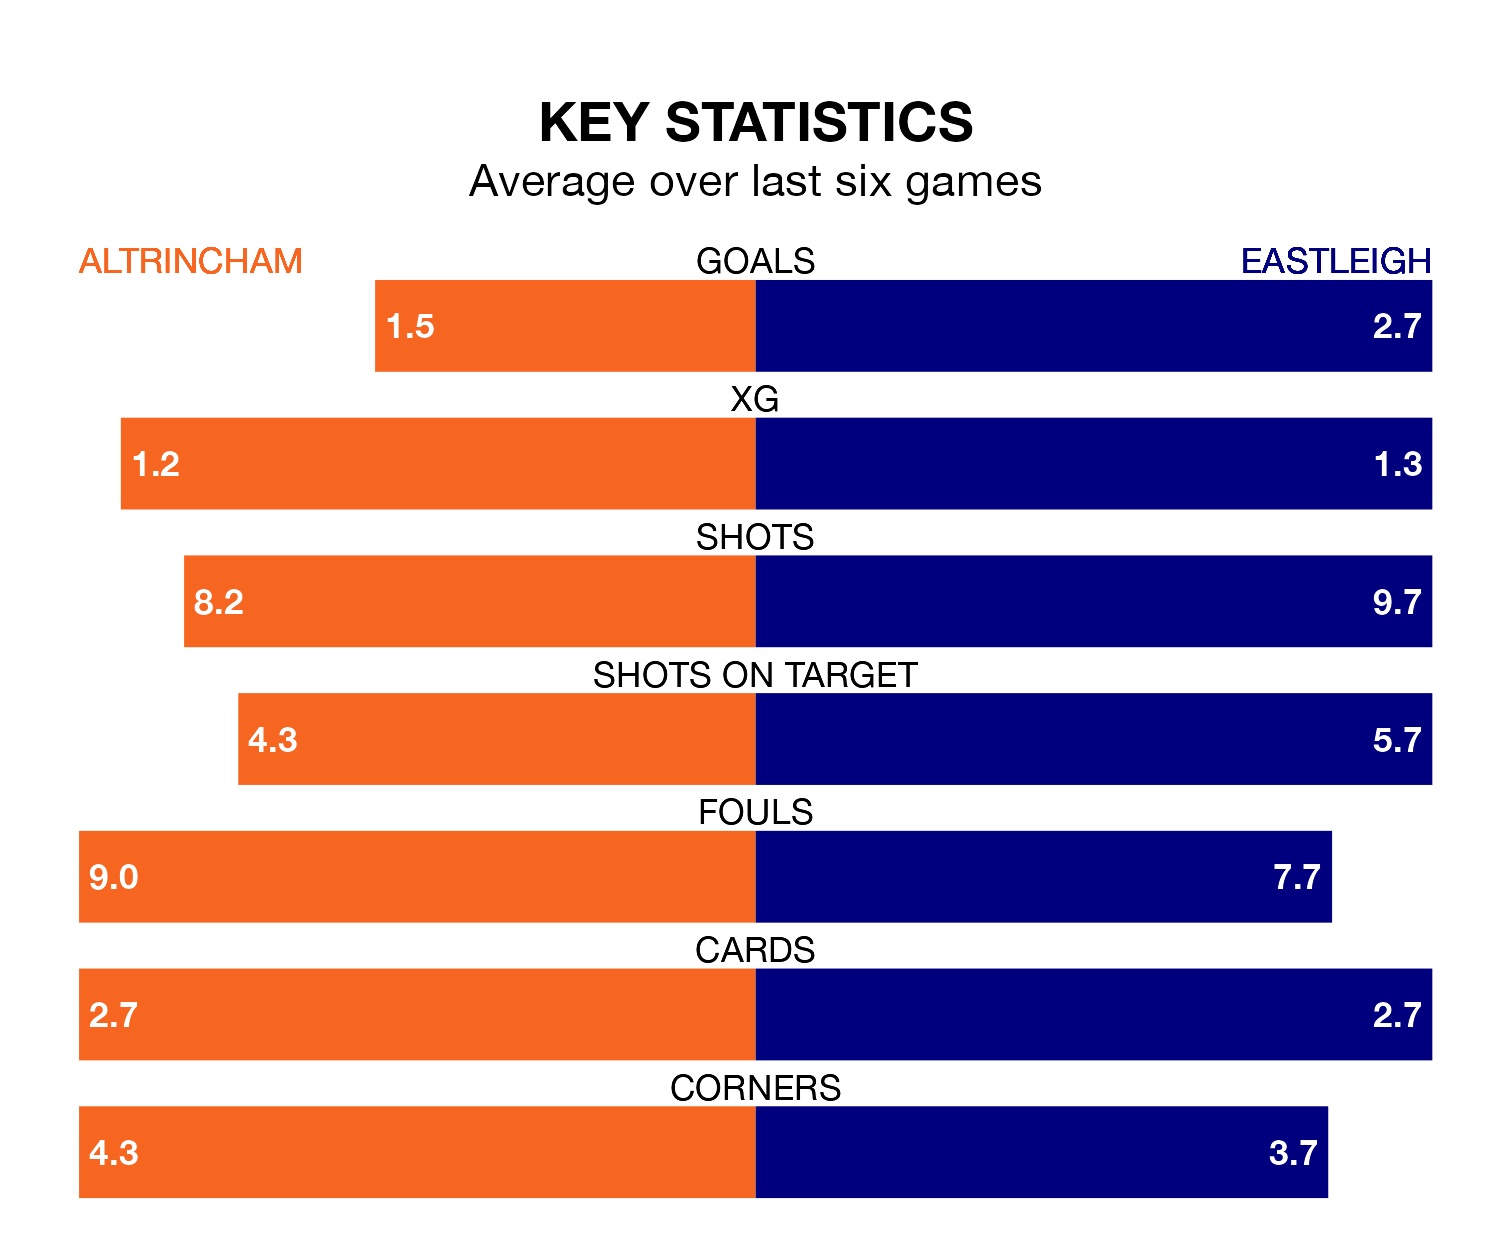 KEY STATISTICS
Average over last six games
ALTRINCHAM GOALS EASTLEIGH
1.5 2.7
XG
1.2 1.3
SHOTS
8.2 9.7
SHOTS ON TARGET
4.3 5.7
FOULS
9.0 7.7
CARDS
2.7 2.7
CORNERS
4.3 3.7